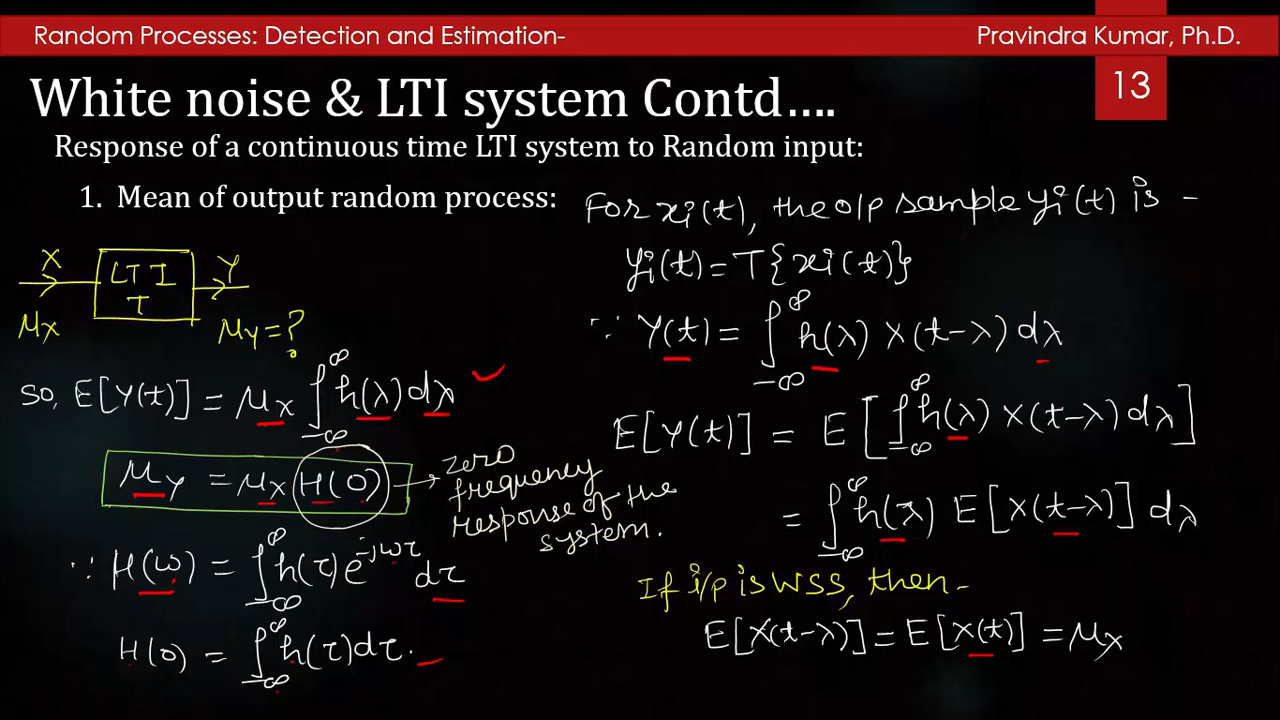 Random Processes: Detection and Estimation-
Pravindra Kumar, Ph.D.
13
White noise & LTI system Contd….
Response of a continuous time LTI system to Random input:
1. Mean of output random process:
For xi(t), the o/p sample yi(t) is -
yi(t) = T{xi(t)}
∵ Y(t) = ∫_{-∞}^{∞} h(λ) X(t-λ) dλ
E[Y(t)] = E[∫_{-∞}^{∞} h(λ) X(t-λ) dλ]
= ∫_{-∞}^{∞} h(λ) E[X(t-λ)] dλ
If i/p is WSS, then -
E[X(t-λ)] = E[X(t)] = μx
X
LTI
T
Y
μx
μy = ?
so, E[Y(t)] = μx ∫_{-∞}^{∞} h(λ) dλ ✓
μy = μx H(0) → zero
frequency
response of the
system.
∵ H(ω) = ∫_{-∞}^{∞} h(τ) e^{-jωτ} dτ
H(0) = ∫_{-∞}^{∞} h(τ) dτ.